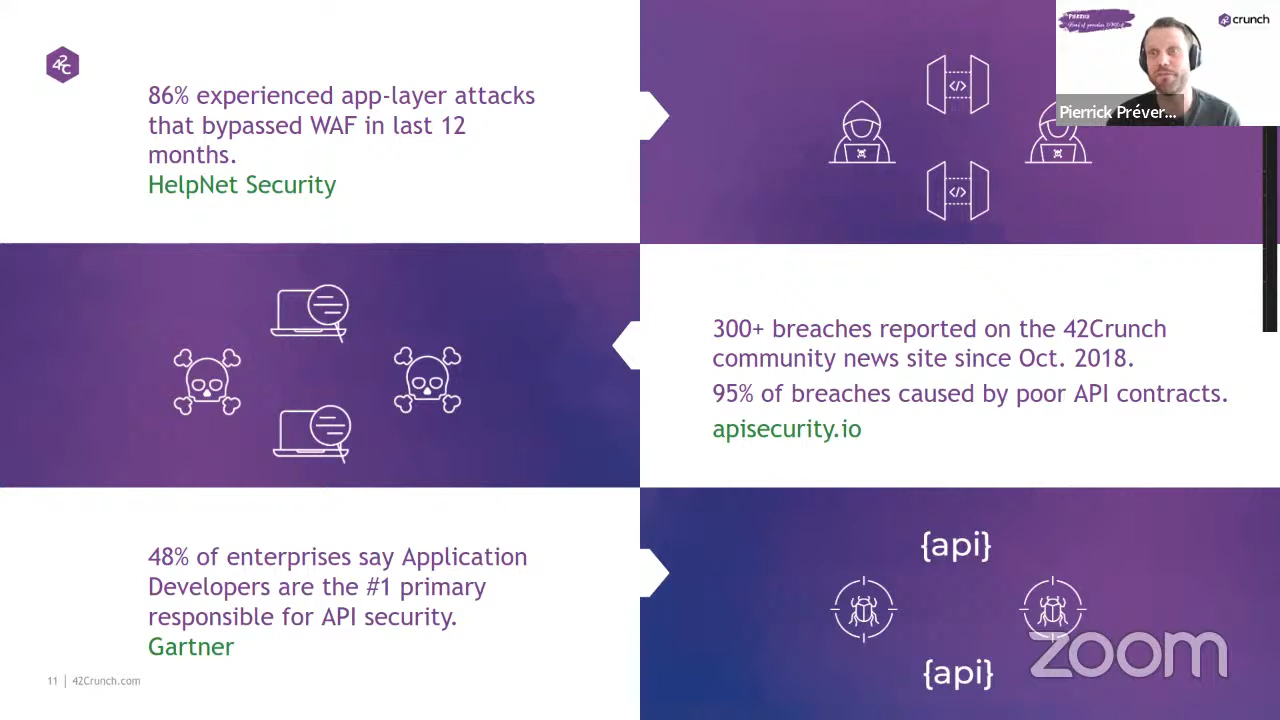 42C
86% experienced app-layer attacks
that bypassed WAF in last 12
months.
HelpNet Security
</>
</>
42 crunch
Pierrick Préver...
300+ breaches reported on the 42Crunch
community news site since Oct. 2018.
95% of breaches caused by poor API contracts.
apisecurity.io
48% of enterprises say Application
Developers are the #1 primary
responsible for API security.
Gartner
{api}
{api}
zoom
11 | 42Crunch.com